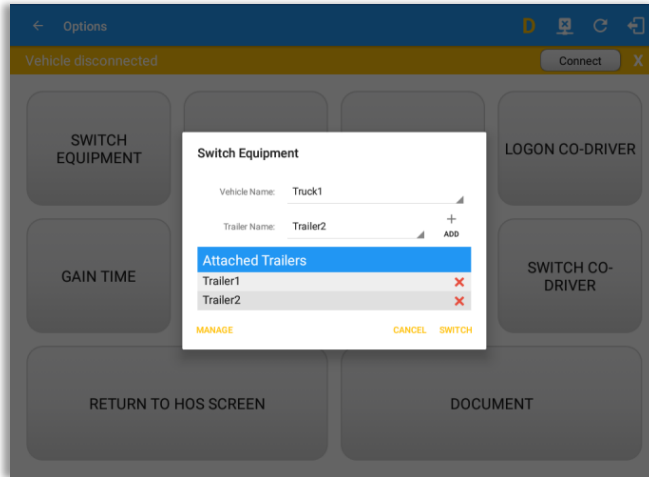 Options
D
Vehicle disconnected
Connect
X
SWITCH
EQUIPMENT
LOGON CO-DRIVER
Switch Equipment
Vehicle Name:
Truck1
Trailer Name:
Trailer2
+
ADD
Attached Trailers
Trailer1
Trailer2
MANAGE
CANCEL
SWITCH
GAIN TIME
SWITCH CO-
DRIVER
RETURN TO HOS SCREEN
DOCUMENT